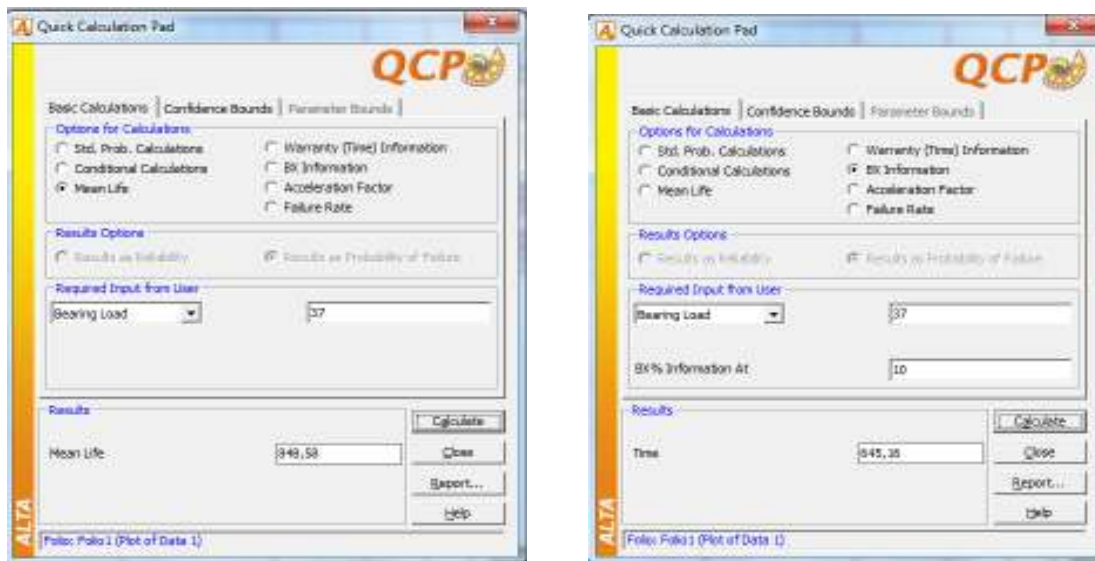 Quick Calculation Pad
QCP
Basic Calculations
Confidence Bounds
Parameter Bounds
Options for Calculations
Std. Prob. Calculations
Conditional Calculations
Mean Life
Warranty (Time) Information
BX Information
Acceleration Factor
Failure Rate
Results Options
Results as Reliability
Results as Probability of Failure
Required Input from User
Bearing Load
37
Results
Mean Life
Calculate
Close
Report...
Help
ALTA
Folio: Folio1 (Plot of Data 1)
Quick Calculation Pad
QCP
Basic Calculations
Confidence Bounds
Parameter Bounds
Options for Calculations
Std. Prob. Calculations
Conditional Calculations
Mean Life
Warranty (Time) Information
BX Information
Acceleration Factor
Failure Rate
Results Options
Results as Reliability
Results as Probability of Failure
Required Input from User
Bearing Load
37
BX% Information At
10
Results
Time
Calculate
Close
Report...
Help
ALTA
Folio: Folio1 (Plot of Data 1)